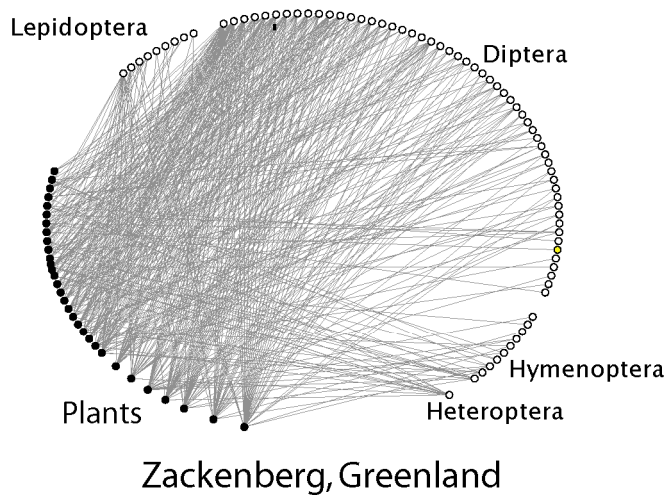 Lepidoptera
Diptera
Hymenoptera
Heteroptera
Plants
Zackenberg, Greenland